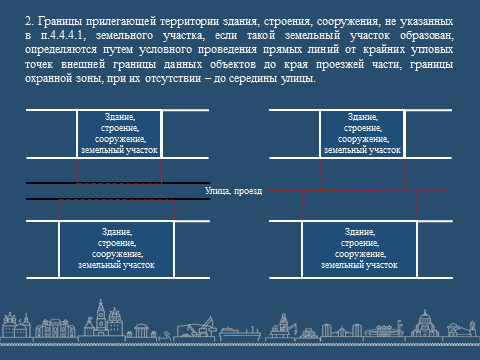 2. Границы прилегающей территории здания, строения, сооружения, не указанных
в п.4.4.4.1, земельного участка, если такой земельный участок образован,
определяются путем условного проведения прямых линий от крайних угловых
точек внешней границы данных объектов до края проезжей части, границы
охранной зоны, при их отсутствии – до середины улицы.
Здание,
строение,
сооружение,
земельный участок
Здание,
строение,
сооружение,
земельный участок
Улица, проезд
Здание,
строение,
сооружение,
земельный участок
Здание,
строение,
сооружение,
земельный участок